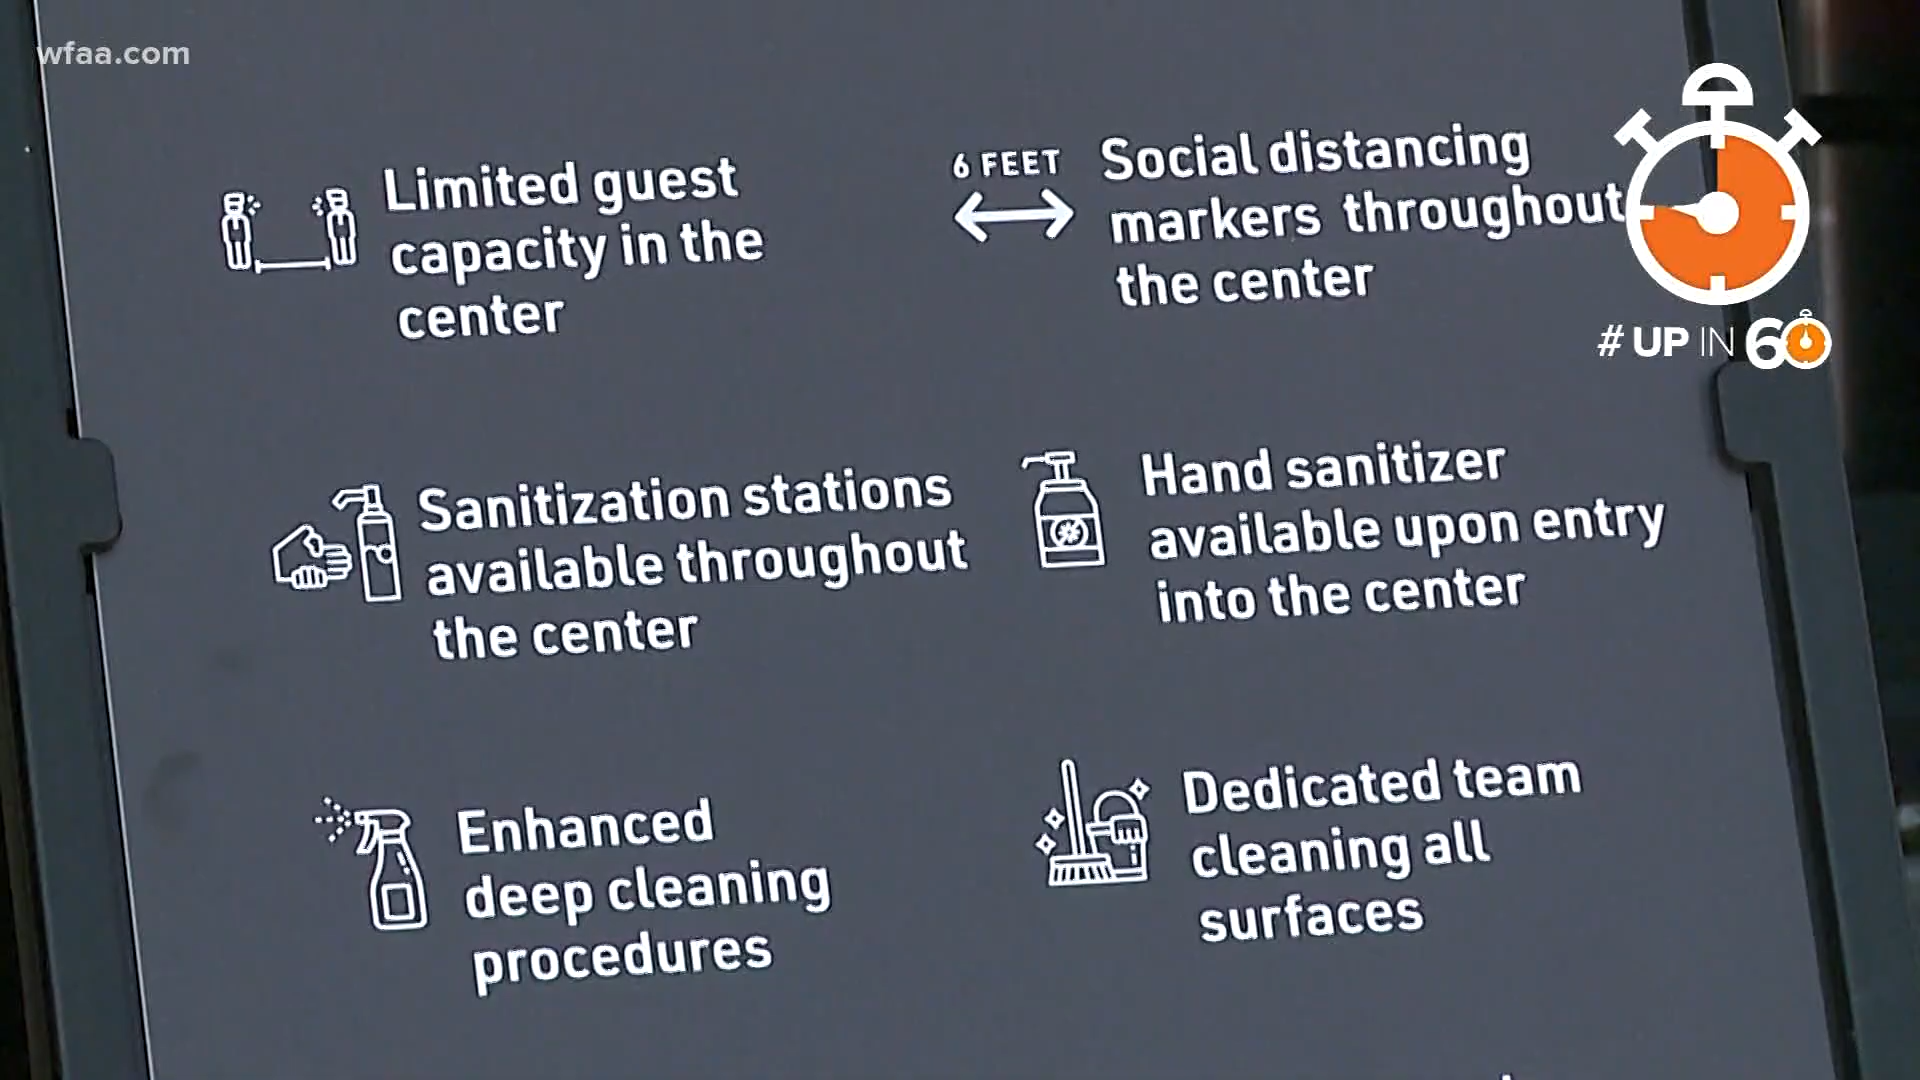 wfaa.com
Limited guest
capacity in the
center
6 FEET
Social distancing
markers throughout
the center
# UP IN 60
Sanitization stations
available throughout
the center
Hand sanitizer
available upon entry
into the center
Enhanced
deep cleaning
procedures
Dedicated team
cleaning all
surfaces